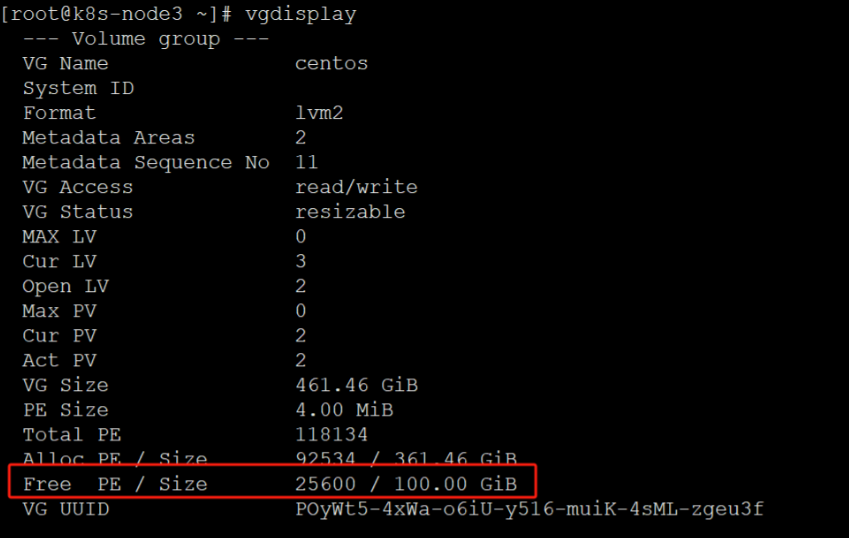 [root@k8s-node3 ~]# vgdisplay
--- Volume group ---
VG Name centos
System ID
Format lvm2
Metadata Areas 2
Metadata Sequence No 11
VG Access read/write
VG Status resizable
MAX LV 0
Cur LV 3
Open LV 2
Max PV 0
Cur PV 2
Act PV 2
VG Size 461.46 GiB
PE Size 4.00 MiB
Total PE 118134
Alloc PE / Size 92534 / 361.46 GiB
Free PE / Size 25600 / 100.00 GiB
VG UUID POyWt5-4xWa-o6iU-y516-muiK-4sML-zgeu3f